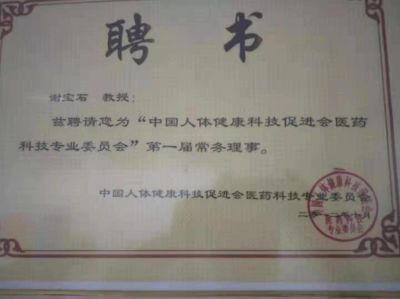 聘书
谢宝石 教授：
兹聘请您为“中国人体健康科技促进会医药
科技专业委员会”第一届常务理事。
中国人体健康科技促进会医药科技专业委员会